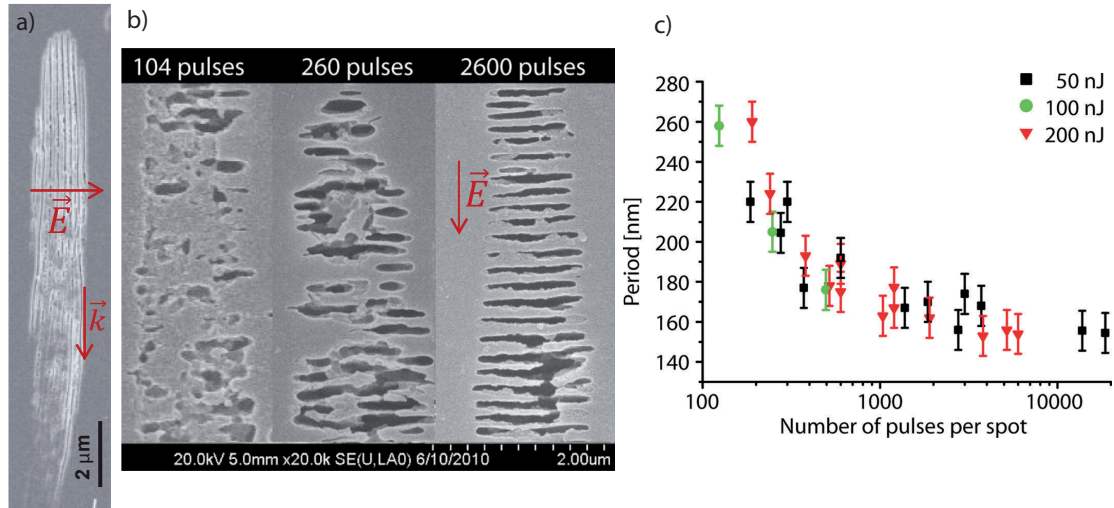 a)
E
k
2 µm
b)
104 pulses 260 pulses 2600 pulses
E
20.0kV 5.0mm x20.0k SE(U,LA0) 6/10/2010 2.00um
c)
50 nJ
100 nJ
200 nJ
Period [nm]
280
260
240
220
200
180
160
140
100 1000 10000
Number of pulses per spot